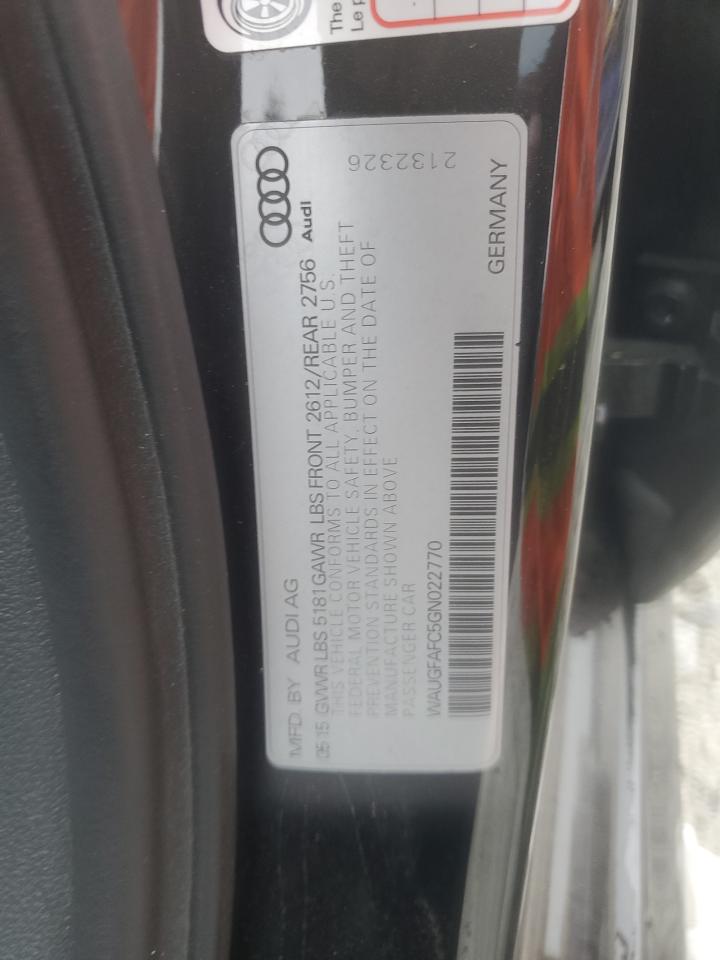 The
Le p
MFD. BY AUDI AG
05/15 GVWR LBS 5181 GAWR LBS FRONT 2612/REAR 2756
Audi
THIS VEHICLE CONFORMS TO ALL APPLICABLE U.S.
FEDERAL MOTOR VEHICLE SAFETY, BUMPER AND THEFT
PREVENTION STANDARDS IN EFFECT ON THE DATE OF
MANUFACTURE SHOWN ABOVE
PASSENGER CAR
WAUGFAFC5GN022770
2132326
GERMANY